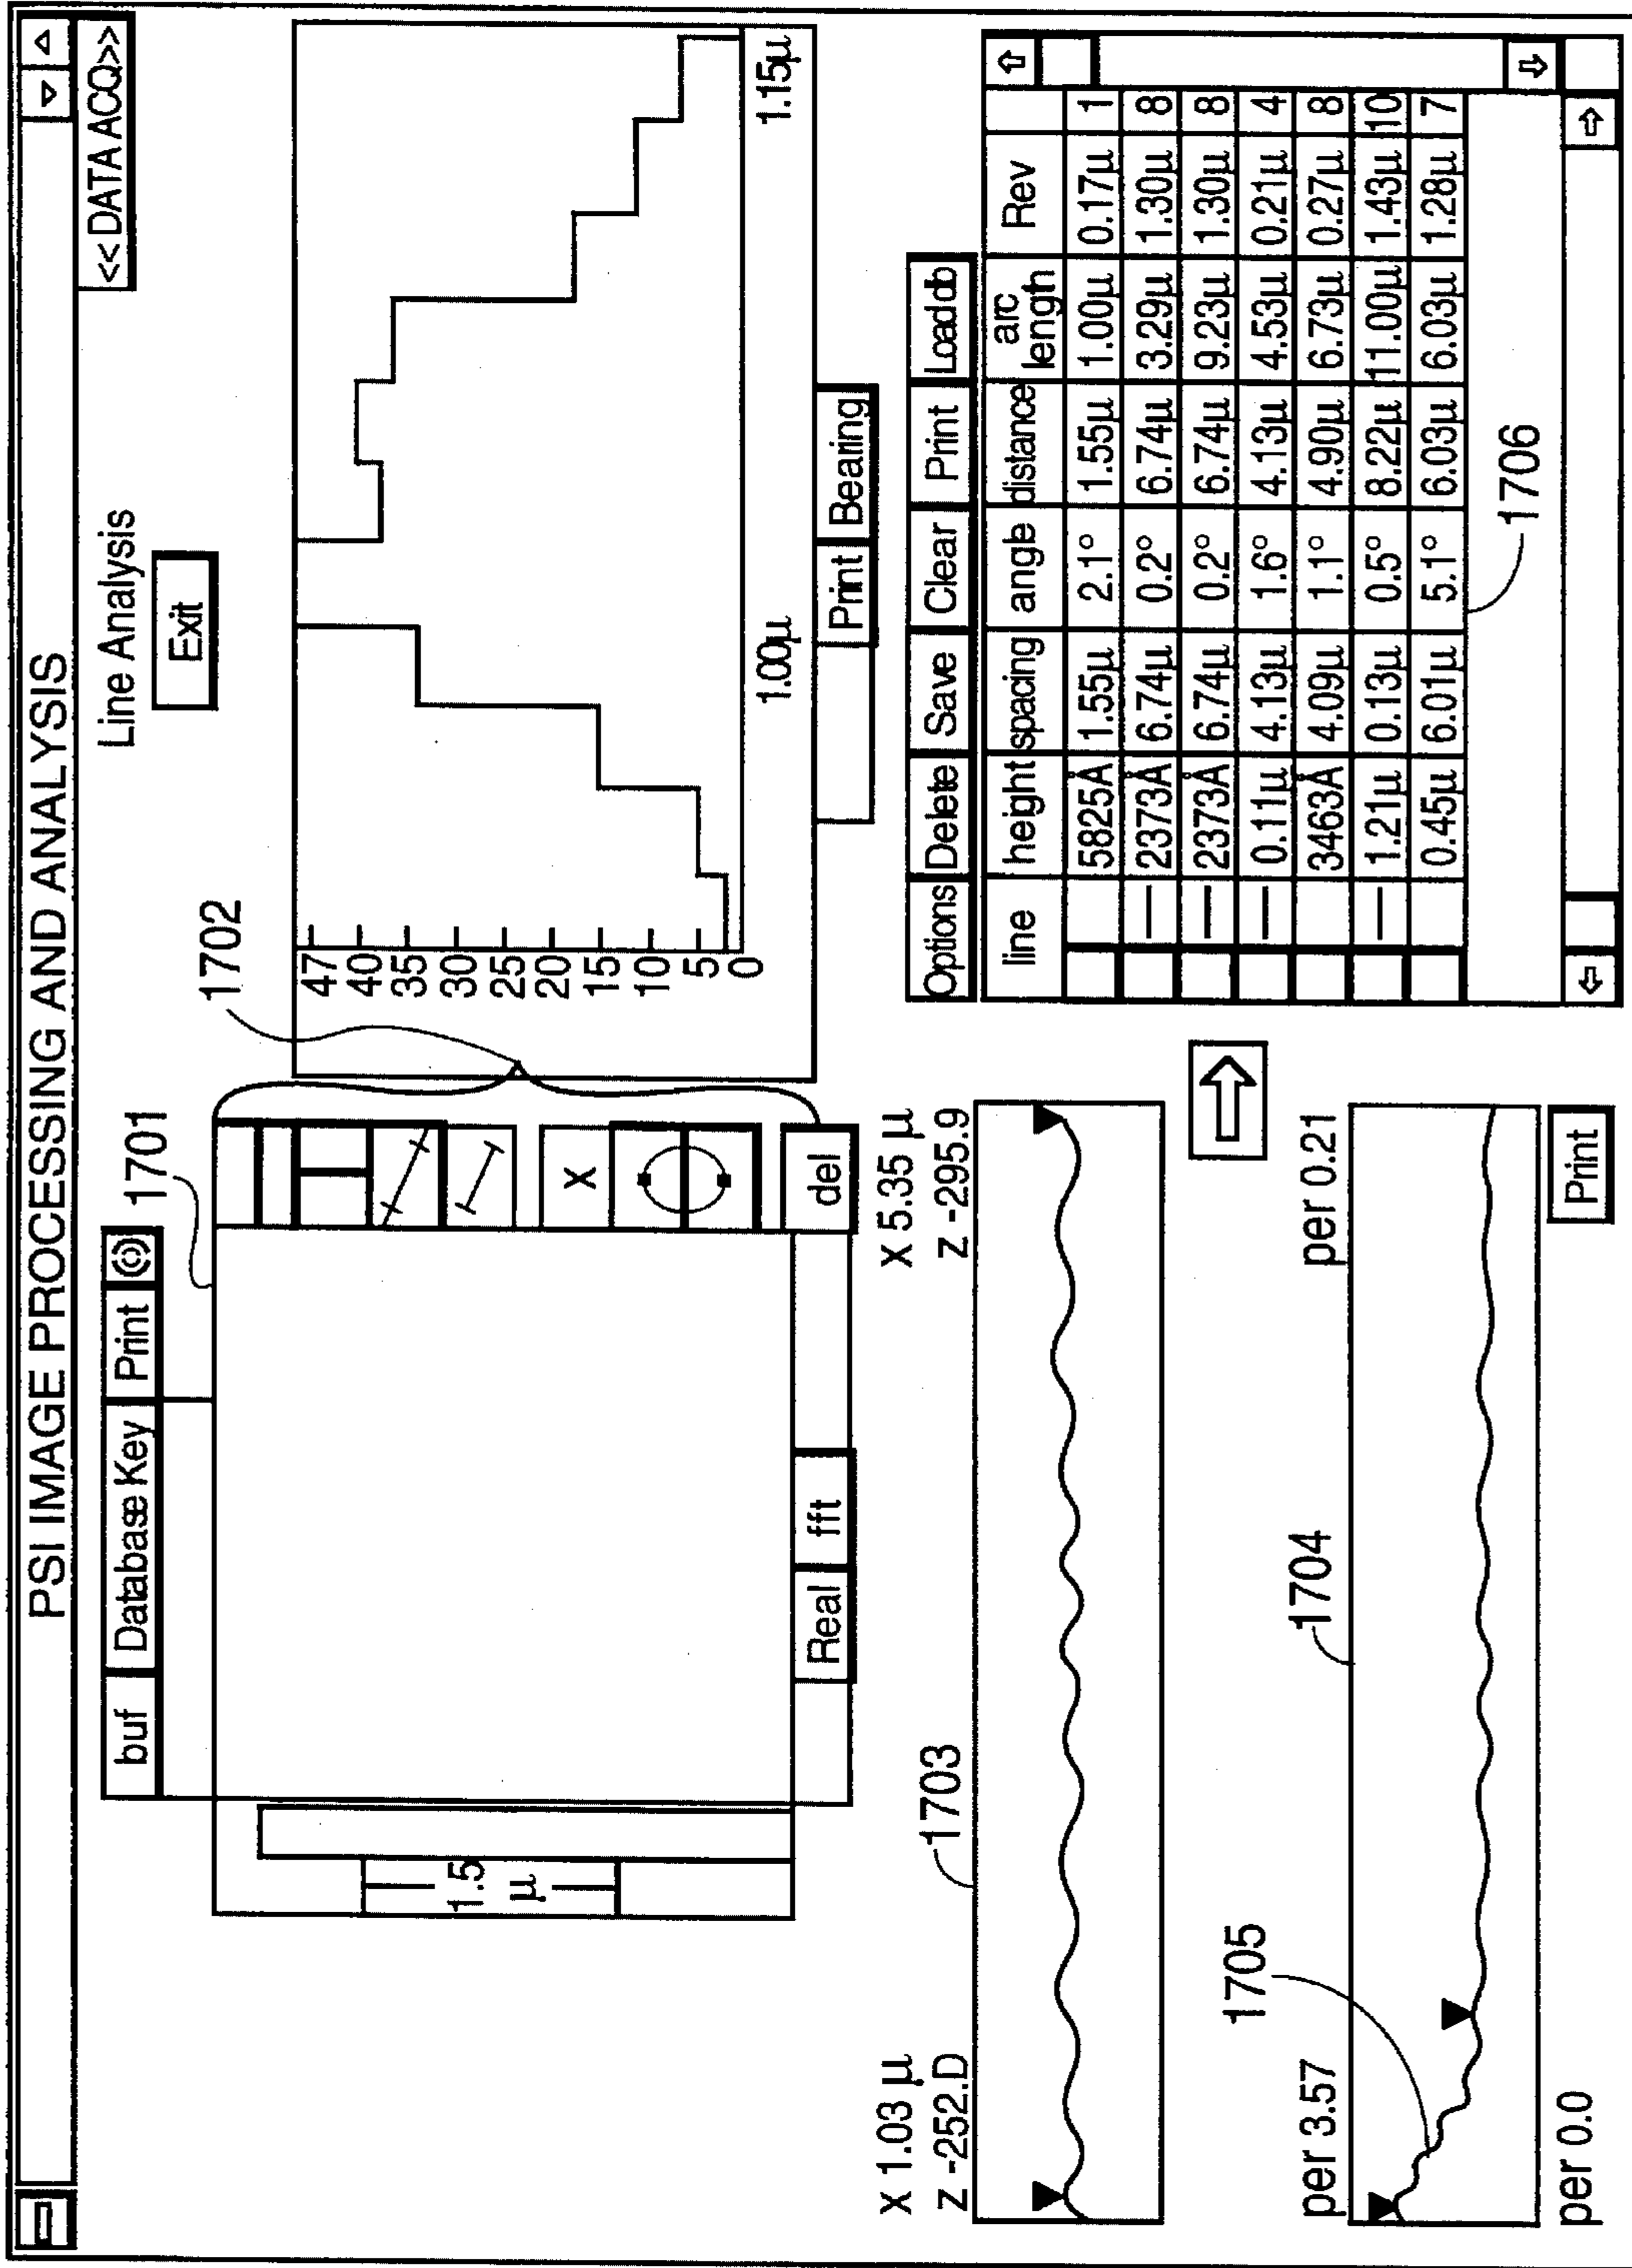 PSI IMAGE PROCESSING AND ANALYSIS
<<DATA ACQ>>
Line Analysis
Exit
buf Database Key Print
1701
1702
1.5
μ
X
del
Real fft
47
40
35
30
25
20
15
10
5
0
1.00μ 1.15μ
Print Bearing
x 1.03 μ x 5.35 μ
z -252.D z -295.9
1703
per 3.57 per 0.21
1704
1705
per 0.0
Print
Options Delete Save Clear Print Load db
line height spacing angle distance arc length Rev
5825Å 1.55μ 2.1° 1.55μ 1.00μ 0.17μ 1
— 2373Å 6.74μ 0.2° 6.74μ 3.29μ 1.30μ 8
— 2373Å 6.74μ 0.2° 6.74μ 9.23μ 1.30μ 8
— 0.11μ 4.13μ 1.6° 4.13μ 4.53μ 0.21μ 4
3463Å 4.09μ 1.1° 4.90μ 6.73μ 0.27μ 8
— 1.21μ 0.13μ 0.5° 8.22μ 11.00μ 1.43μ 10
0.45μ 6.01μ 5.1° 6.03μ 6.03μ 1.28μ 7
1706